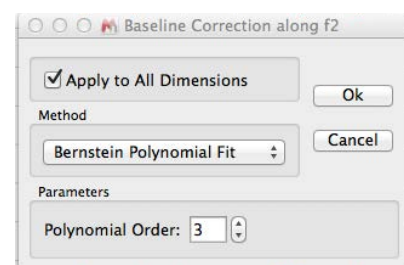 Baseline Correction along f2
Apply to All Dimensions
Ok
Method
Cancel
Bernstein Polynomial Fit
Parameters
Polynomial Order: 3